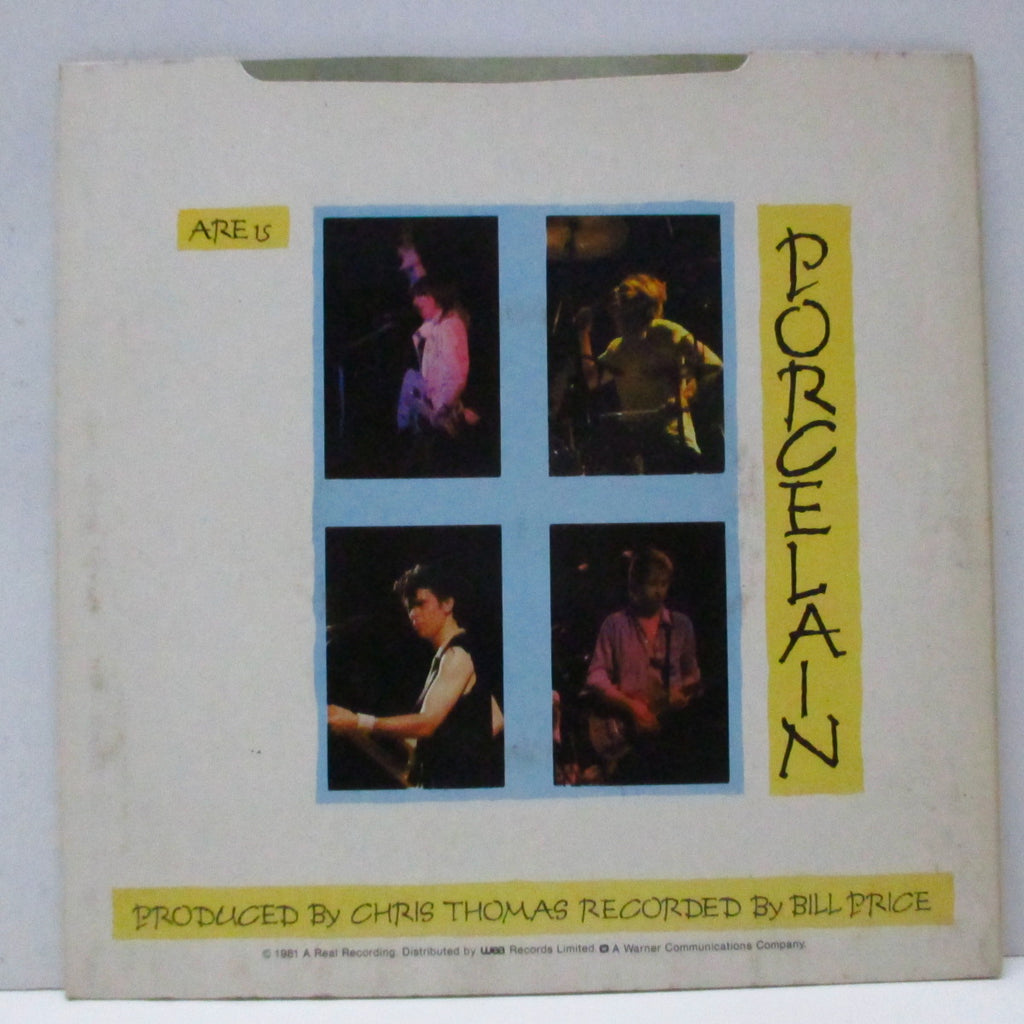 ARE IS
PORCELAIN
PRODUCED BY CHRIS THOMAS RECORDED BY BILL PRICE
© 1981 A Real Recording. Distributed by wea Records Limited. A Warner Communications Company.